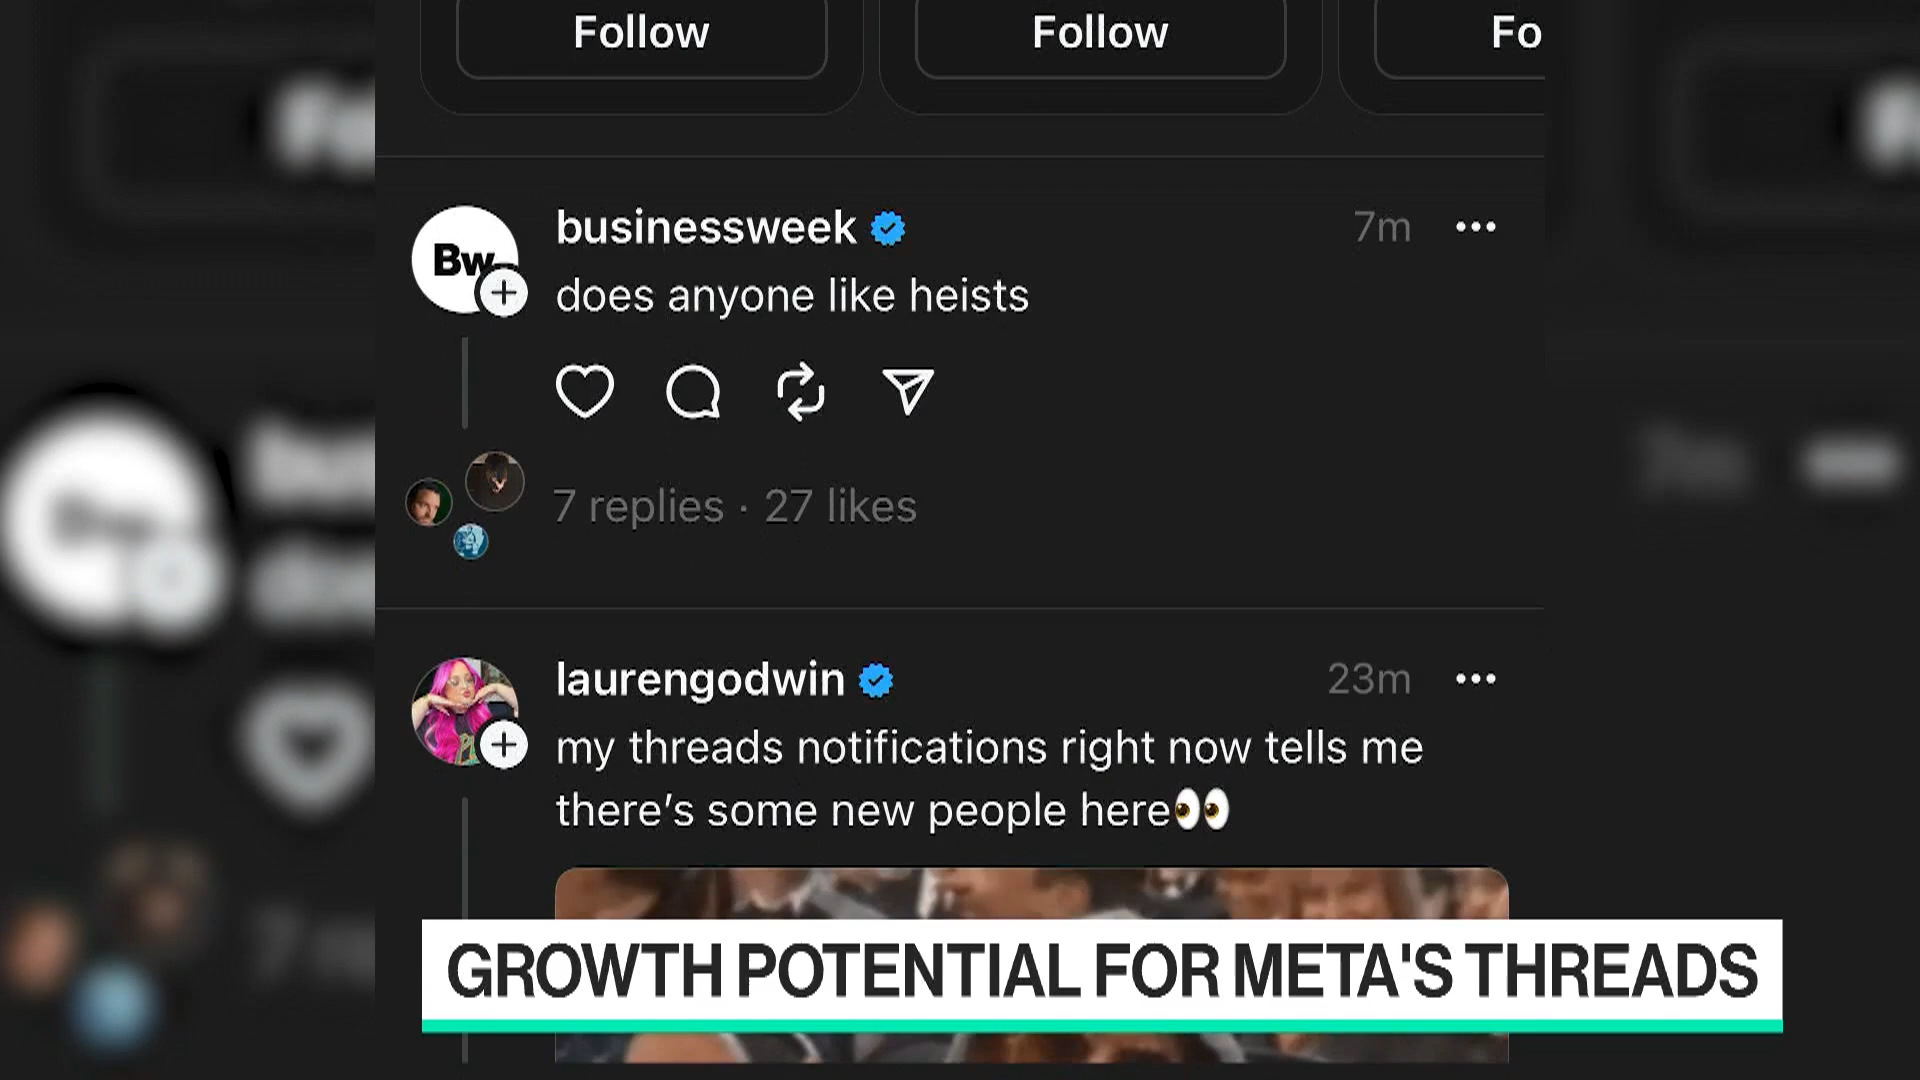 Follow
Follow
Fo
businessweek
7m
Bw
does anyone like heists
7 replies · 27 likes
laurengodwin
23m
my threads notifications right now tells me
there's some new people here👀
GROWTH POTENTIAL FOR META'S THREADS